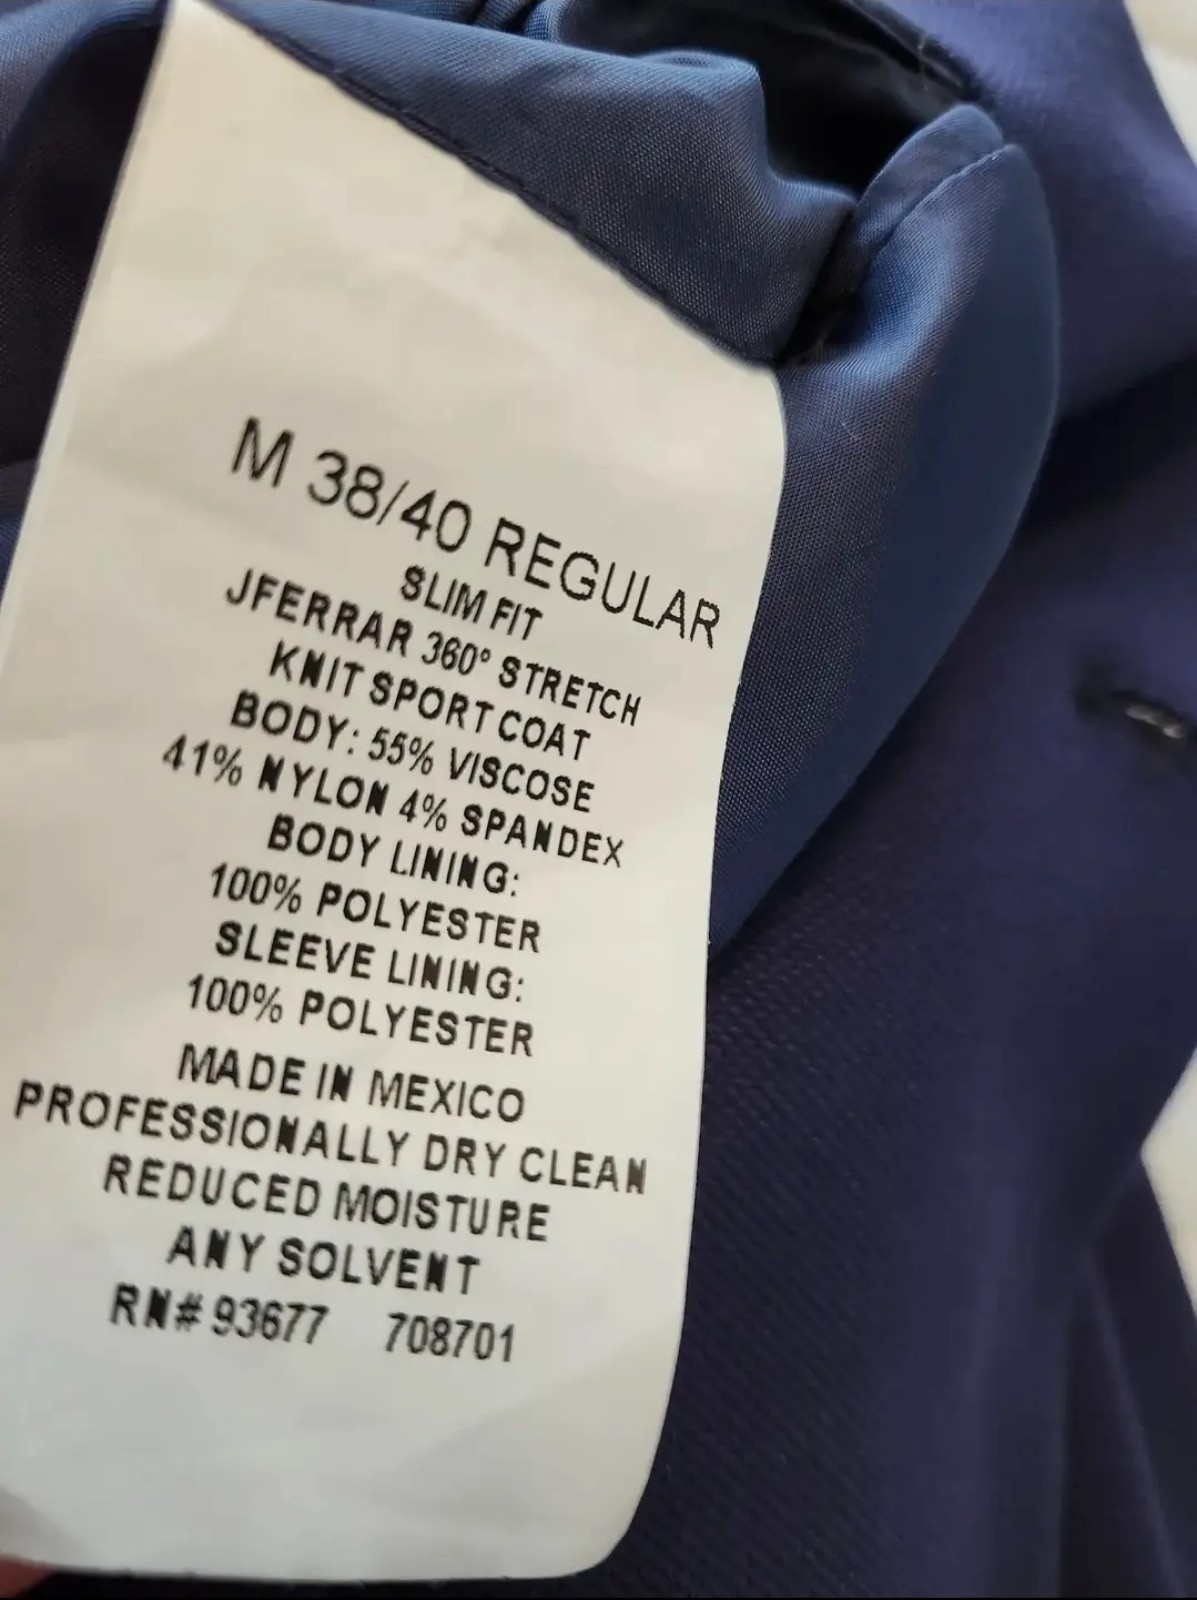 M 38/40 REGULAR
SLIM FIT
JFERRAR 360° STRETCH
KNIT SPORT COAT
BODY: 55% VISCOSE
41% NYLON 4% SPANDEX
BODY LINING:
100% POLYESTER
SLEEVE LINING:
100% POLYESTER
MADE IN MEXICO
PROFESSIONALLY DRY CLEAN
REDUCED MOISTURE
ANY SOLVENT
RN# 93677 708701